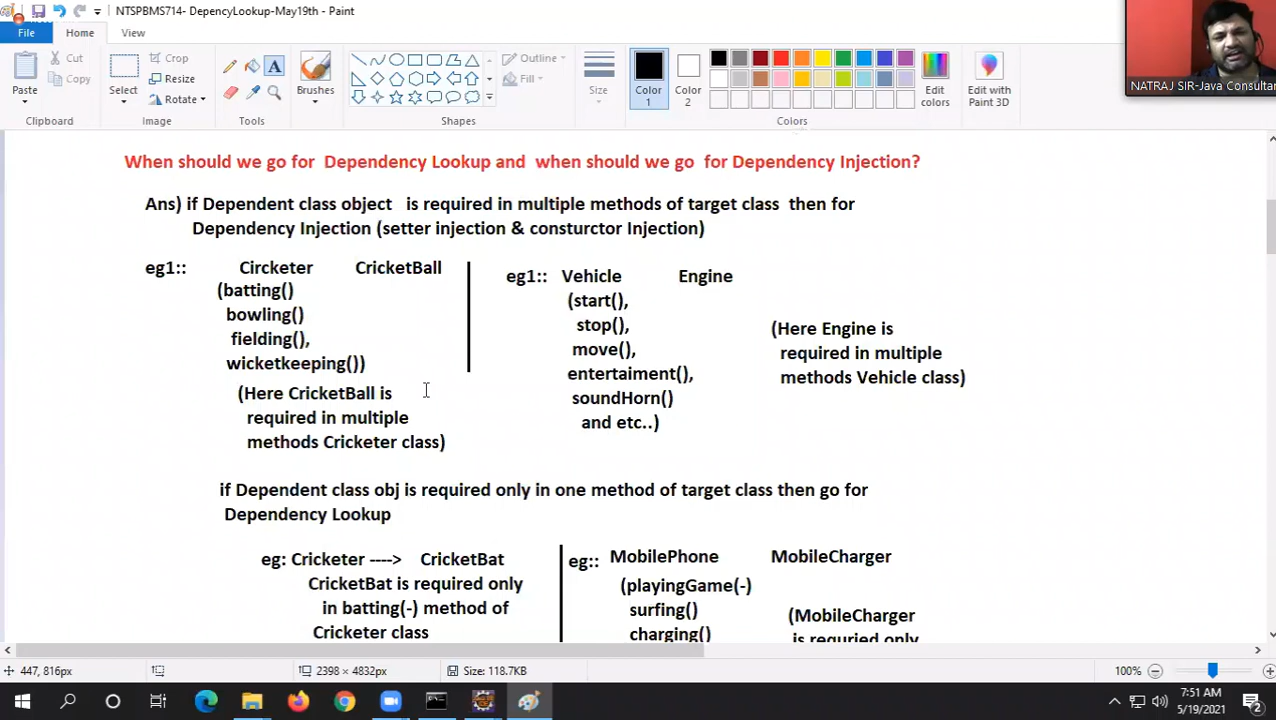 NTSPBMS714- DepencyLookup-May19th - Paint
File
Home
View
Paste
Cut
Copy
Clipboard
Select
Crop
Resize
Rotate
Image
Tools
Brushes
Shapes
Outline
Fill
Size
Color
1
Color
2
Colors
Edit
colors
Edit with
Paint 3D
NATRAJ SIR-Java Consultan
When should we go for Dependency Lookup and when should we go for Dependency Injection?
Ans) if Dependent class object is required in multiple methods of target class then for
Dependency Injection (setter injection & consturctor Injection)
eg1:: Circketer CricketBall
(batting()
bowling()
fielding(),
wicketkeeping())
(Here CricketBall is
required in multiple
methods Cricketer class)
eg1:: Vehicle Engine
(start(),
stop(),
move(),
entertaiment(),
soundHorn()
and etc..)
(Here Engine is
required in multiple
methods Vehicle class)
if Dependent class obj is required only in one method of target class then go for
Dependency Lookup
eg: Cricketer ----> CricketBat
CricketBat is required only
in batting(-) method of
Cricketer class
eg:: MobilePhone MobileCharger
(playingGame(-)
surfing()
charging()
(MobileCharger
is requried only
447, 816px
2398 × 4832px
Size: 118.7KB
100%
7:51 AM
5/19/2021
2